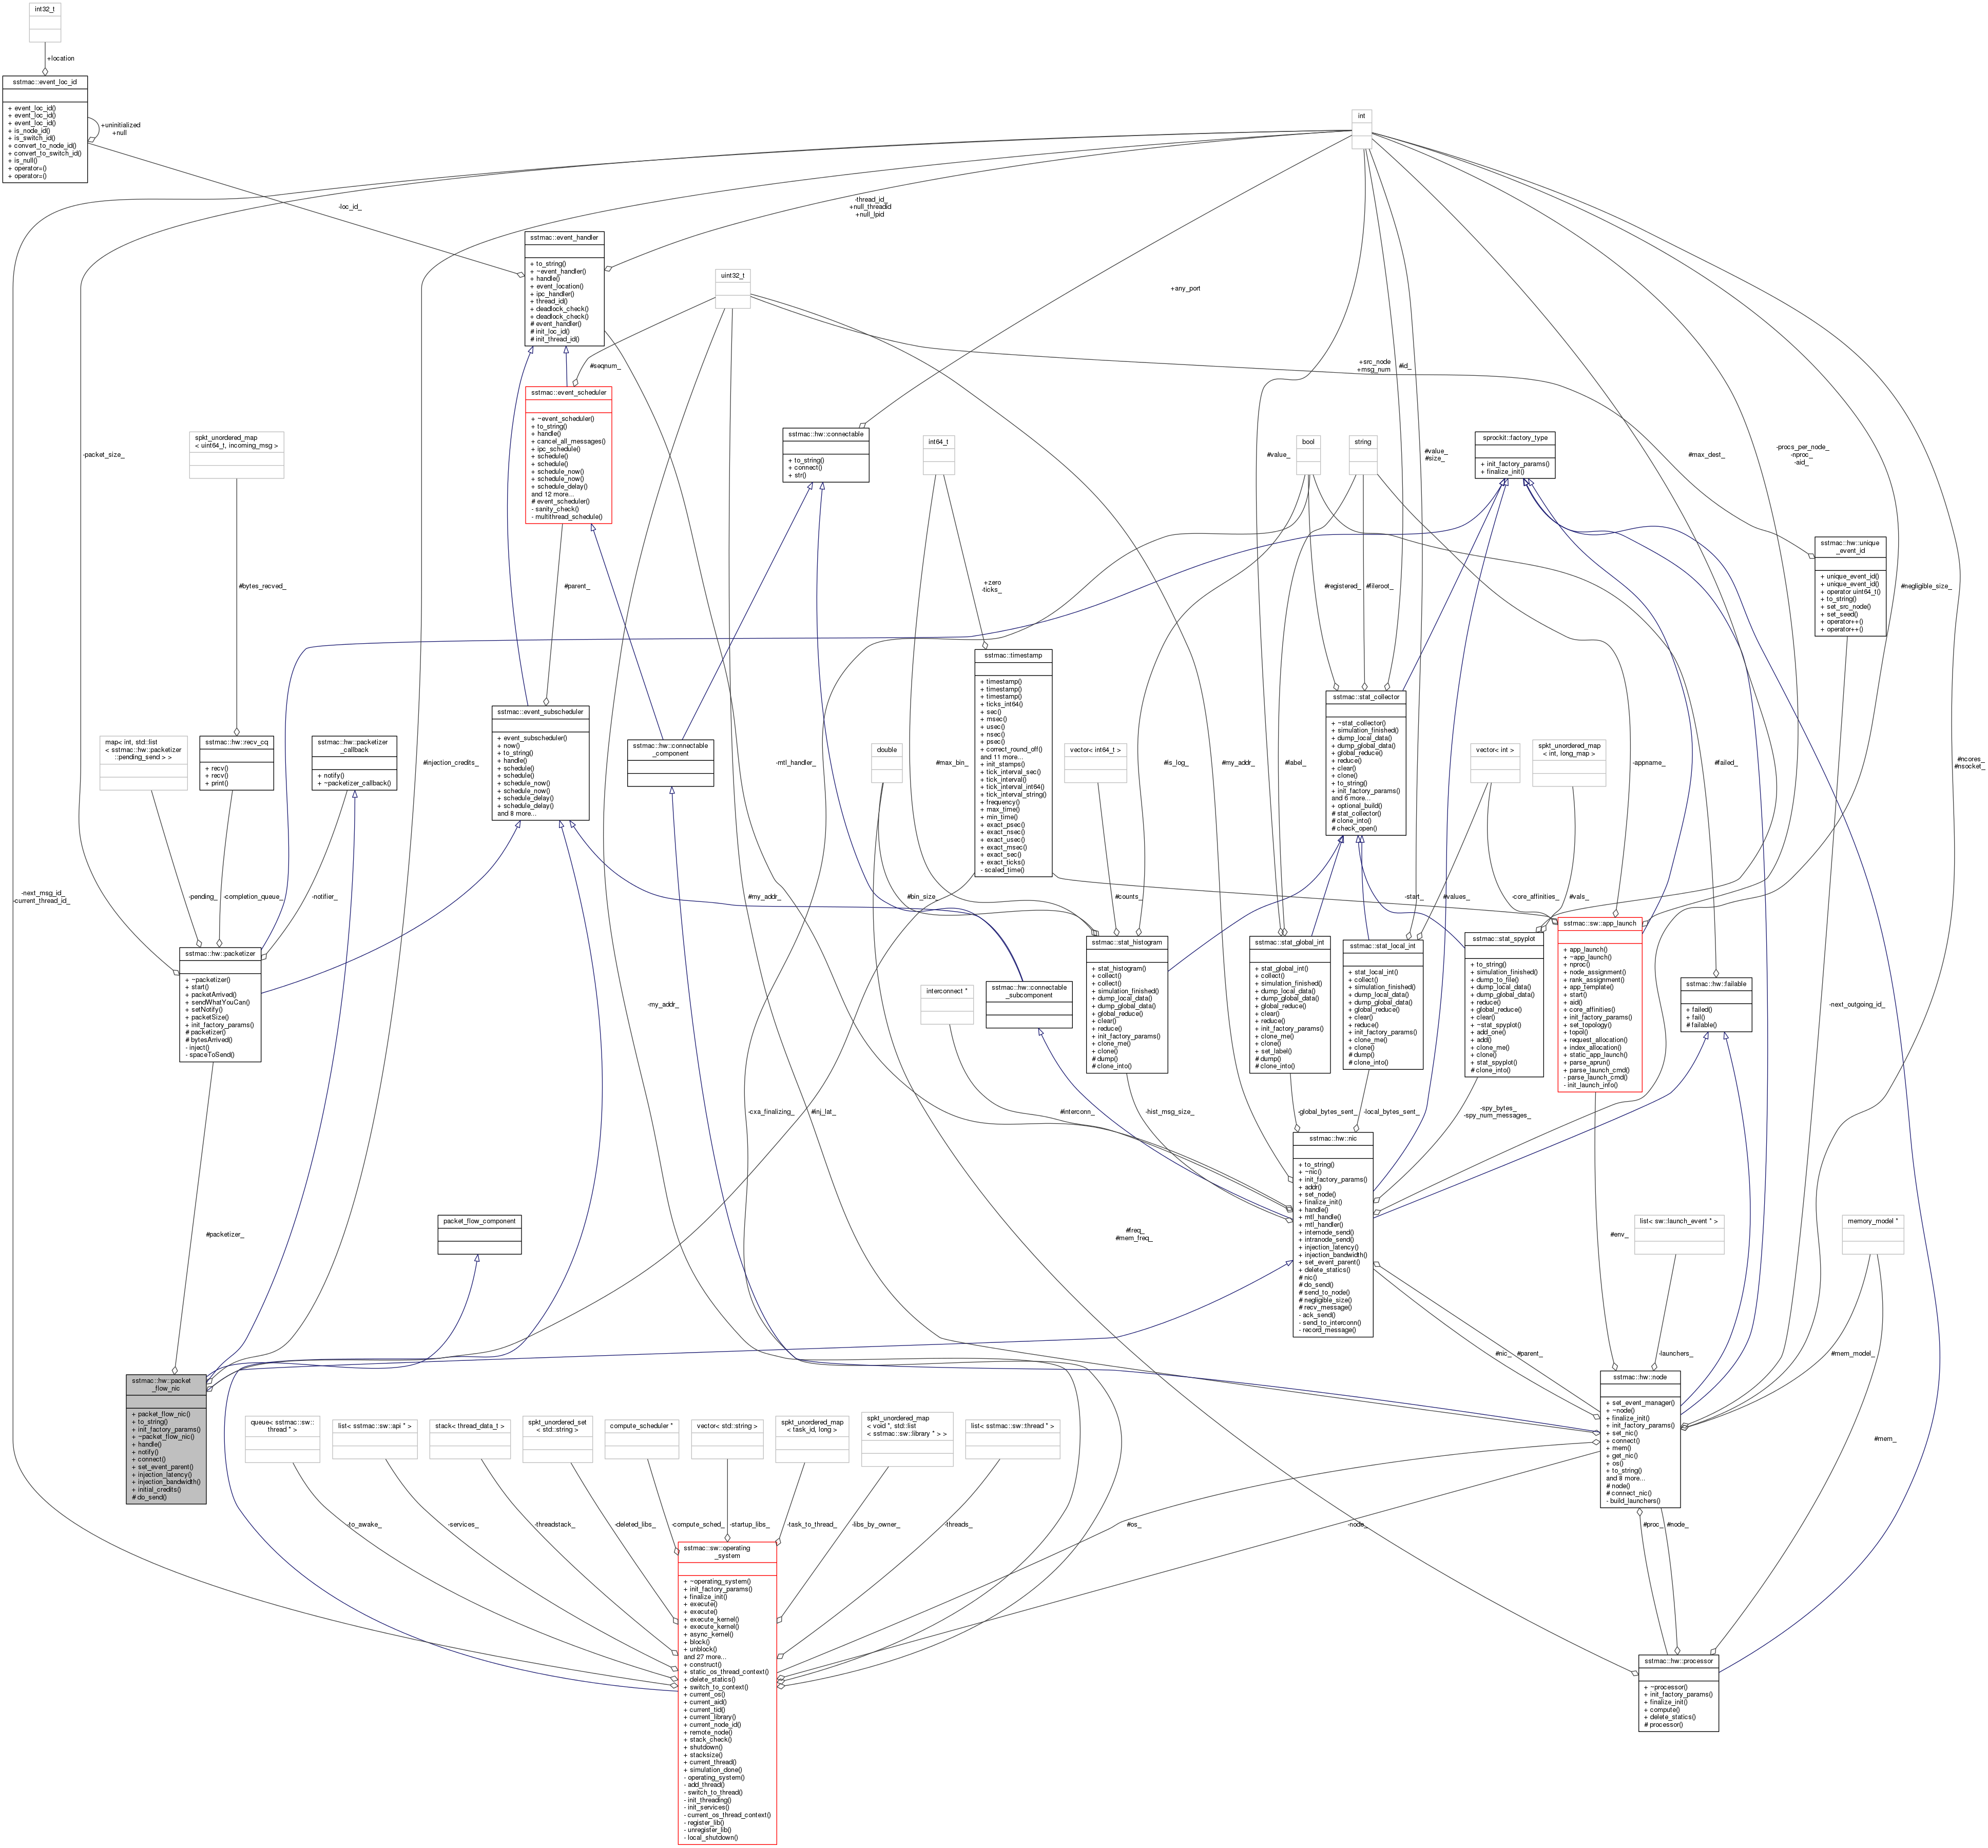 int32_t
+location
sstmac::event_loc_id
+ event_loc_id()
+ event_loc_id()
+ event_loc_id()
+ is_node_id()
+ is_switch_id()
+ convert_to_node_id()
+ convert_to_switch_id()
+ is_null()
+ operator=()
+ operator=()
+uninitialized
+null
int
-loc_id_
-thread_id_
+null_threadid
+null_lpid
sstmac::event_handler
+ to_string()
+ ~event_handler()
+ handle()
+ event_location()
+ ipc_handler()
+ thread_id()
+ deadlock_check()
+ deadlock_check()
# event_handler()
# init_loc_id()
# init_thread_id()
uint32_t
+any_port
#seqnum_
+src_node
+msg_num
#id_
sstmac::event_scheduler
+ ~event_scheduler()
+ to_string()
+ handle()
+ cancel_all_messages()
+ ipc_schedule()
+ schedule()
+ schedule()
+ schedule_now()
+ schedule_now()
+ schedule_delay()
and 12 more...
# event_scheduler()
- sanity_check()
- multithread_schedule()
spkt_unordered_map
< uint64_t, incoming_msg >
sstmac::hw::connectable
+ to_string()
+ connect()
+ str()
int64_t
bool
string
sprockit::factory_type
+ init_factory_params()
+ finalize_init()
-packet_size_
#value_
#value_
#size_
-procs_per_node_
-nproc_
-aid_
#max_dest_
sstmac::hw::unique
_event_id
+ unique_event_id()
+ unique_event_id()
+ operator uint64_t()
+ to_string()
+ set_src_node()
+ set_seed()
+ operator++()
+ operator++()
#bytes_recved_
#parent_
+zero
-ticks_
#registered_
#fileroot_
#negligible_size_
sstmac::timestamp
+ timestamp()
+ timestamp()
+ timestamp()
+ ticks_int64()
+ sec()
+ msec()
+ usec()
+ nsec()
+ psec()
+ correct_round_off()
and 11 more...
+ init_stamps()
+ tick_interval_sec()
+ tick_interval()
+ tick_interval_int64()
+ tick_interval_string()
+ frequency()
+ max_time()
+ min_time()
+ exact_psec()
+ exact_nsec()
+ exact_usec()
+ exact_msec()
+ exact_sec()
+ exact_ticks()
- scaled_time()
sstmac::stat_collector
+ ~stat_collector()
+ simulation_finished()
+ dump_local_data()
+ dump_global_data()
+ global_reduce()
+ reduce()
+ clear()
+ clone()
+ to_string()
+ init_factory_params()
and 6 more...
+ optional_build()
# stat_collector()
# clone_into()
# check_open()
sstmac::event_subscheduler
+ event_subscheduler()
+ now()
+ to_string()
+ handle()
+ schedule()
+ schedule()
+ schedule_now()
+ schedule_now()
+ schedule_delay()
+ schedule_delay()
and 8 more...
map< int, std::list
< sstmac::hw::packetizer
::pending_send > >
sstmac::hw::recv_cq
+ recv()
+ recv()
+ print()
sstmac::hw::packetizer
_callback
+ notify()
+ ~packetizer_callback()
sstmac::hw::connectable
_component
double
vector< int64_t >
vector< int >
spkt_unordered_map
< int, long_map >
#injection_credits_
-mtl_handler_
#max_bin_
#is_log_
#label_
#my_addr_
-appname_
#failed_
#ncores_
#nsocket_
-next_msg_id_
-current_thread_id_
-pending_
-completion_queue_
-notifier_
#my_addr_
#bin_size_
#counts_
-start_
#values_
-core_affinities_
#vals_
sstmac::hw::packetizer
+ ~packetizer()
+ start()
+ packetArrived()
+ sendWhatYouCan()
+ setNotify()
+ packetSize()
+ init_factory_params()
# packetizer()
# bytesArrived()
- inject()
- spaceToSend()
interconnect *
sstmac::hw::connectable
_subcomponent
sstmac::stat_histogram
+ stat_histogram()
+ collect()
+ collect()
+ simulation_finished()
+ dump_local_data()
+ dump_global_data()
+ global_reduce()
+ clear()
+ reduce()
+ init_factory_params()
+ clone_me()
+ clone()
# dump()
# clone_into()
sstmac::stat_global_int
+ stat_global_int()
+ collect()
+ simulation_finished()
+ dump_local_data()
+ dump_global_data()
+ global_reduce()
+ clear()
+ reduce()
+ init_factory_params()
+ clone_me()
+ clone()
+ set_label()
# dump()
# clone_into()
sstmac::stat_local_int
+ stat_local_int()
+ collect()
+ simulation_finished()
+ dump_local_data()
+ dump_global_data()
+ global_reduce()
+ clear()
+ reduce()
+ init_factory_params()
+ clone_me()
+ clone()
# dump()
# clone_into()
sstmac::stat_spyplot
+ to_string()
+ simulation_finished()
+ dump_to_file()
+ dump_local_data()
+ dump_global_data()
+ reduce()
+ global_reduce()
+ clear()
+ ~stat_spyplot()
+ add_one()
+ add()
+ clone_me()
+ clone()
+ stat_spyplot()
# clone_into()
sstmac::sw::app_launch
+ app_launch()
+ ~app_launch()
+ nproc()
+ node_assignment()
+ rank_assignment()
+ app_template()
+ start()
+ aid()
+ core_affinities()
+ init_factory_params()
+ set_topology()
+ topol()
+ request_allocation()
+ index_allocation()
+ static_app_launch()
+ parse_aprun()
+ parse_launch_cmd()
- parse_launch_cmd()
- init_launch_info()
sstmac::hw::failable
+ failed()
+ fail()
# failable()
-next_outgoing_id_
-my_addr_
-cxa_finalizing_
#inj_lat_
#interconn_
-hist_msg_size_
-global_bytes_sent_
-local_bytes_sent_
-spy_bytes_
-spy_num_messages_
sstmac::hw::nic
+ to_string()
+ ~nic()
+ init_factory_params()
+ addr()
+ set_node()
+ finalize_init()
+ handle()
+ mtl_handle()
+ mtl_handler()
+ internode_send()
+ intranode_send()
+ injection_latency()
+ injection_bandwidth()
+ set_event_parent()
+ delete_statics()
# nic()
# do_send()
# send_to_node()
# negligible_size()
# recv_message()
- ack_send()
- send_to_interconn()
- record_message()
packet_flow_component
#packetizer_
#freq_
#mem_freq_
#env_
list< sw::launch_event * >
memory_model *
#nic_
#parent_
-launchers_
#mem_model_
sstmac::hw::packet
_flow_nic
+ packet_flow_nic()
+ to_string()
+ init_factory_params()
+ ~packet_flow_nic()
+ handle()
+ notify()
+ connect()
+ set_event_parent()
+ injection_latency()
+ injection_bandwidth()
+ initial_credits()
# do_send()
sstmac::hw::node
+ set_event_manager()
+ ~node()
+ finalize_init()
+ init_factory_params()
+ set_nic()
+ connect()
+ mem()
+ get_nic()
+ os()
+ to_string()
and 8 more...
# node()
# connect_nic()
- build_launchers()
queue< sstmac::sw::
thread * >
list< sstmac::sw::api * >
stack< thread_data_t >
spkt_unordered_set
< std::string >
compute_scheduler *
vector< std::string >
spkt_unordered_map
< task_id, long >
spkt_unordered_map
< void *, std::list
< sstmac::sw::library * > >
list< sstmac::sw::thread * >
#mem_
-to_awake_
-services_
-threadstack_
-deleted_libs_
-compute_sched_
-startup_libs_
-task_to_thread_
-libs_by_owner_
-threads_
#os_
-node_
#proc_
#node_
sstmac::sw::operating
_system
+ ~operating_system()
+ init_factory_params()
+ finalize_init()
+ execute()
+ execute()
+ execute_kernel()
+ execute_kernel()
+ async_kernel()
+ block()
+ unblock()
and 27 more...
+ construct()
+ static_os_thread_context()
+ delete_statics()
+ switch_to_context()
+ current_os()
+ current_aid()
+ current_tid()
+ current_library()
+ current_node_id()
+ remote_node()
+ stack_check()
+ shutdown()
+ stacksize()
+ current_thread()
+ simulation_done()
- operating_system()
- add_thread()
- switch_to_thread()
- init_threading()
- init_services()
- current_os_thread_context()
- register_lib()
- unregister_lib()
- local_shutdown()
sstmac::hw::processor
+ ~processor()
+ init_factory_params()
+ finalize_init()
+ compute()
+ delete_statics()
# processor()